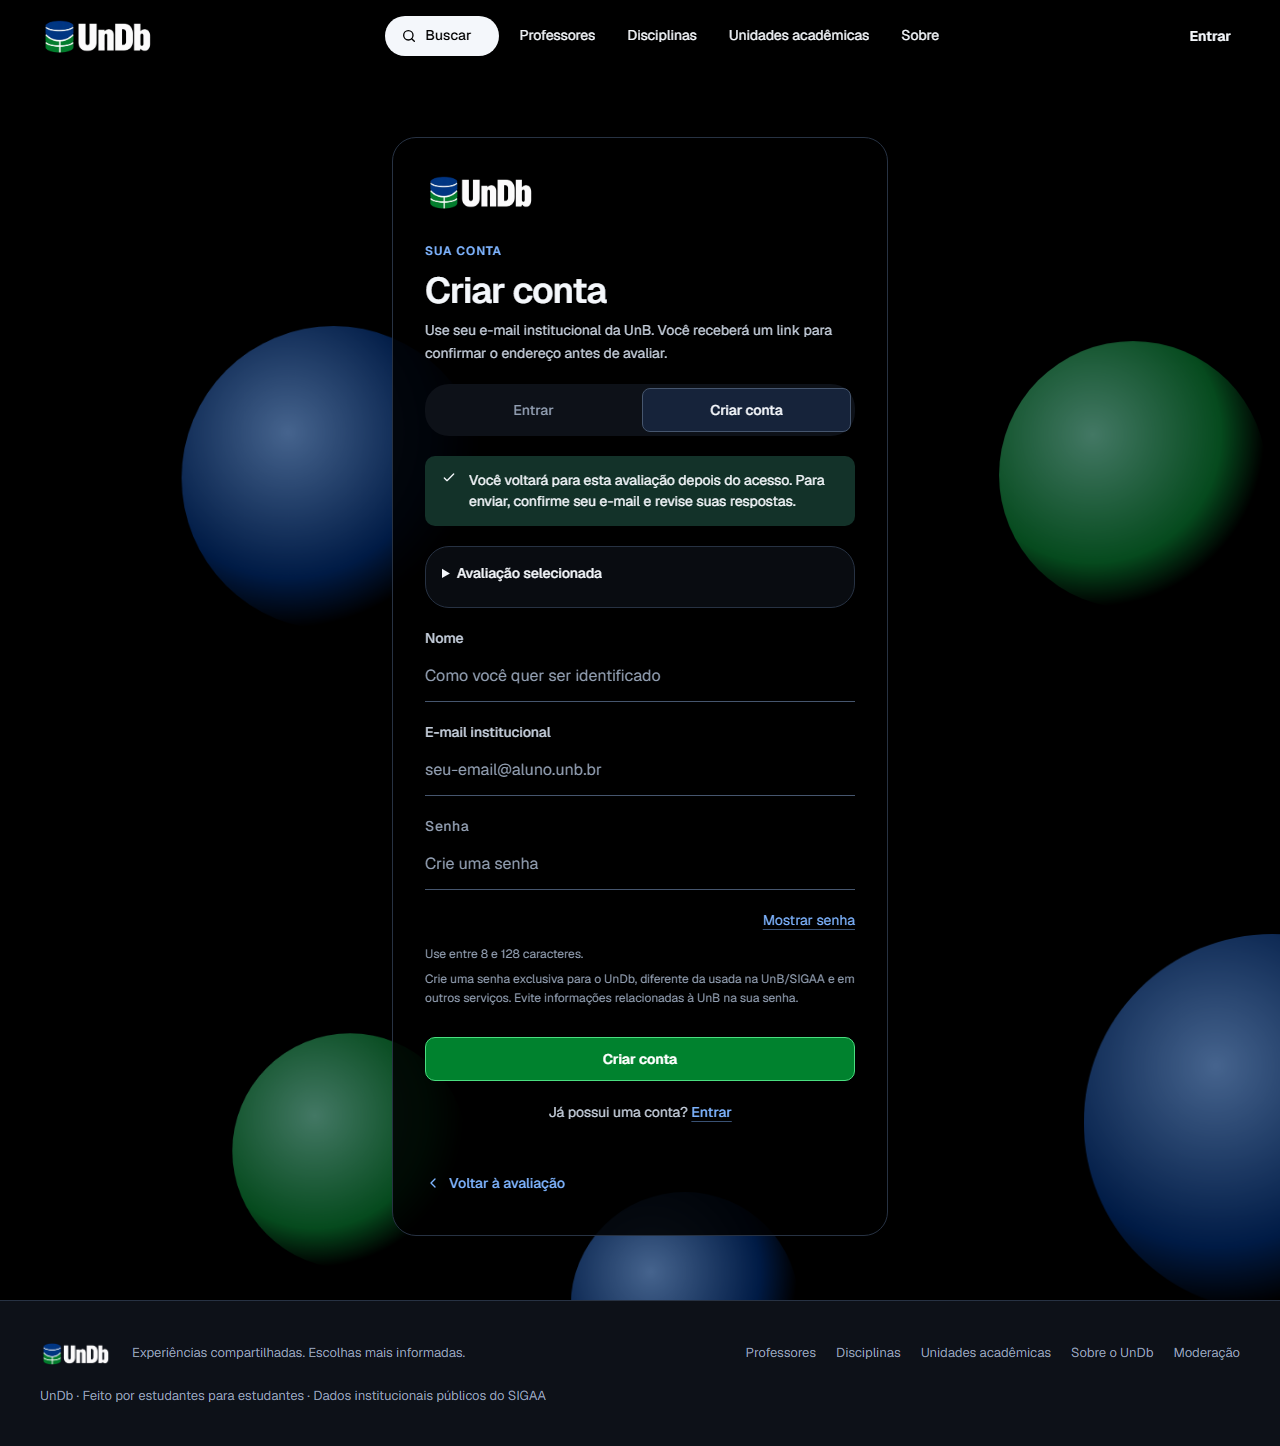 UnDb
Buscar
Professores
Disciplinas
Unidades acadêmicas
Sobre
Entrar
UnDb
SUA CONTA
Criar conta
Use seu e-mail institucional da UnB. Você receberá um link para
confirmar o endereço antes de avaliar.
Entrar
Criar conta
Você voltará para esta avaliação depois do acesso. Para
enviar, confirme seu e-mail e revise suas respostas.
Avaliação selecionada
Nome
Como você quer ser identificado
E-mail institucional
seu-email@aluno.unb.br
Senha
Crie uma senha
Mostrar senha
Use entre 8 e 128 caracteres.
Crie uma senha exclusiva para o UnDb, diferente da usada na UnB/SIGAA e em
outros serviços. Evite informações relacionadas à UnB na sua senha.
Criar conta
Já possui uma conta? Entrar
Voltar à avaliação
UnDb
Experiências compartilhadas. Escolhas mais informadas.
Professores
Disciplinas
Unidades acadêmicas
Sobre o UnDb
Moderação
UnDb · Feito por estudantes para estudantes · Dados institucionais públicos do SIGAA